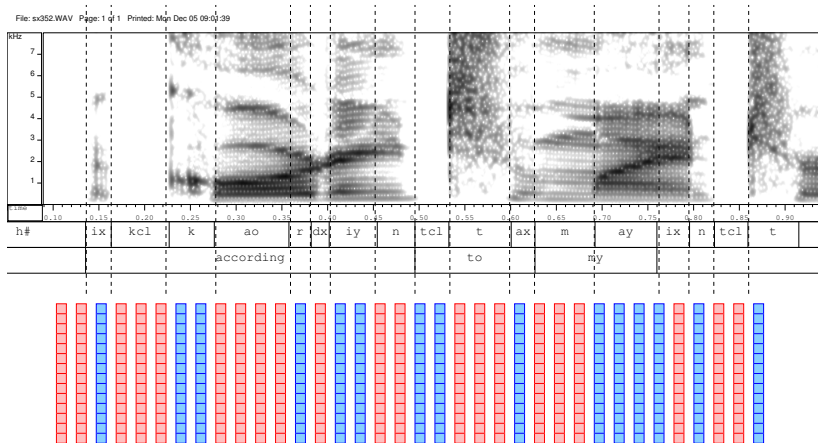 File: sx352.WAV Page: 1 of 1 Printed: Mon Dec 05 09:01:39
kHz
7
6
5
4
3
2
1
time
0.10 0.15 0.20 0.25 0.30 0.35 0.40 0.45 0.50 0.55 0.60 0.65 0.70 0.75 0.80 0.85 0.90
h# ix kcl k ao r dx iy n tcl t ax m ay ix n tcl t
according to my